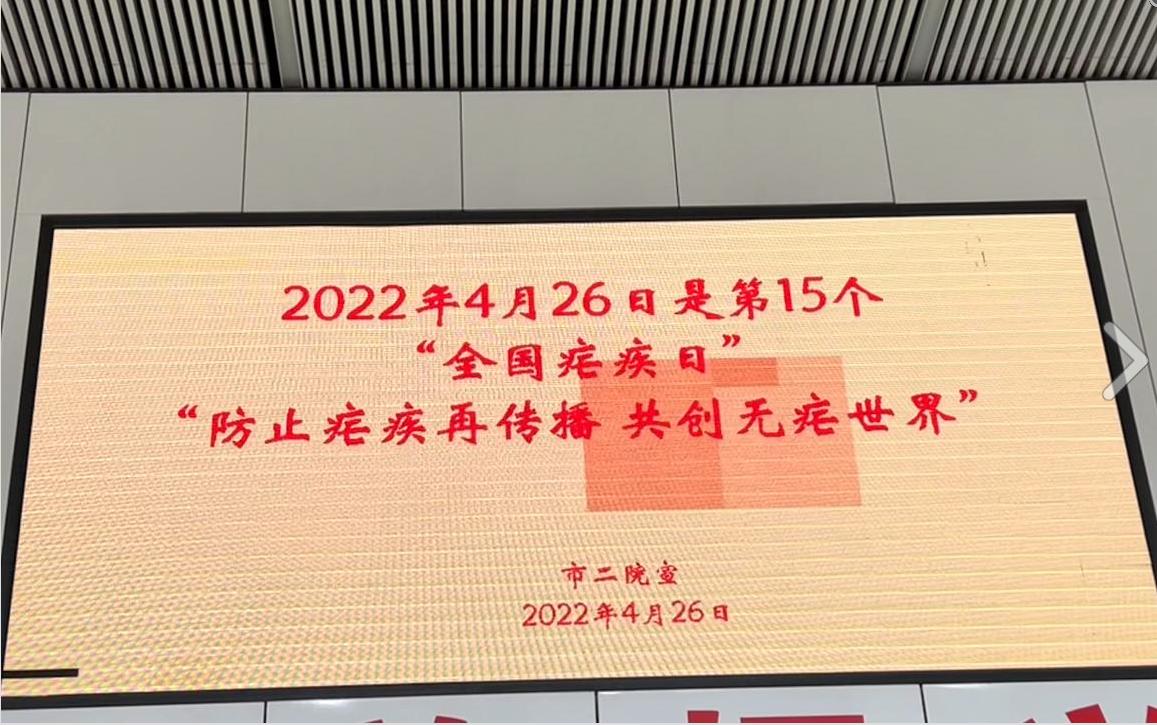 2022年4月26日是第15个
“全国疟疾日”
“防止疟疾再传播 共创无疟世界”
市二院宣
2022年4月26日